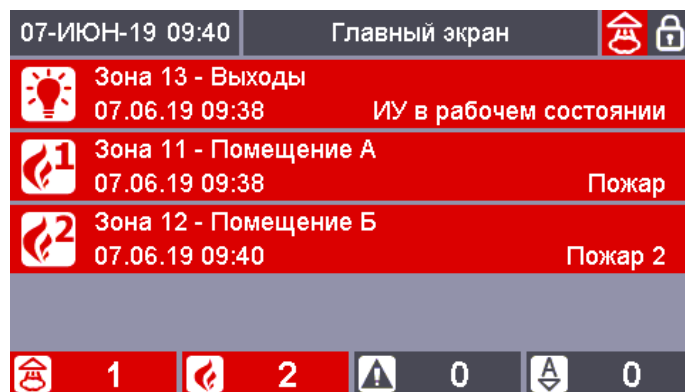 07-ИЮН-19 09:40 Главный экран
Зона 13 - Выходы
07.06.19 09:38 ИУ в рабочем состоянии
1 Зона 11 - Помещение А
07.06.19 09:38 Пожар
2 Зона 12 - Помещение Б
07.06.19 09:40 Пожар 2
1 2 0 A 0